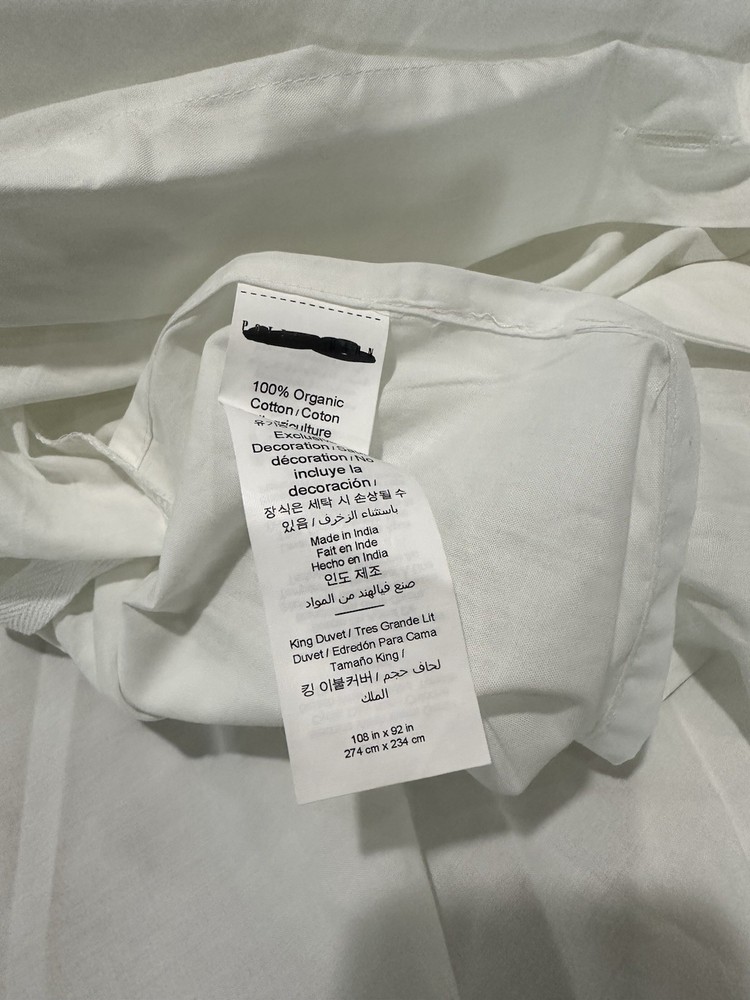 100% Organic
Cotton / Coton
Decoration /
décoration / No
incluye la
decoración /
장식은 세탁 시 손상될 수
있음 / باستثناء الزخرف
Made in India
Fait en Inde
Hecho en India
인도 제조
صنع فيالهند من المواد
King Duvet / Tres Grande Lit
Duvet / Edredón Para Cama
Tamaño King /
킹 이불커버 / لحاف حجم
الملك
108 in x 92 in
274 cm x 234 cm